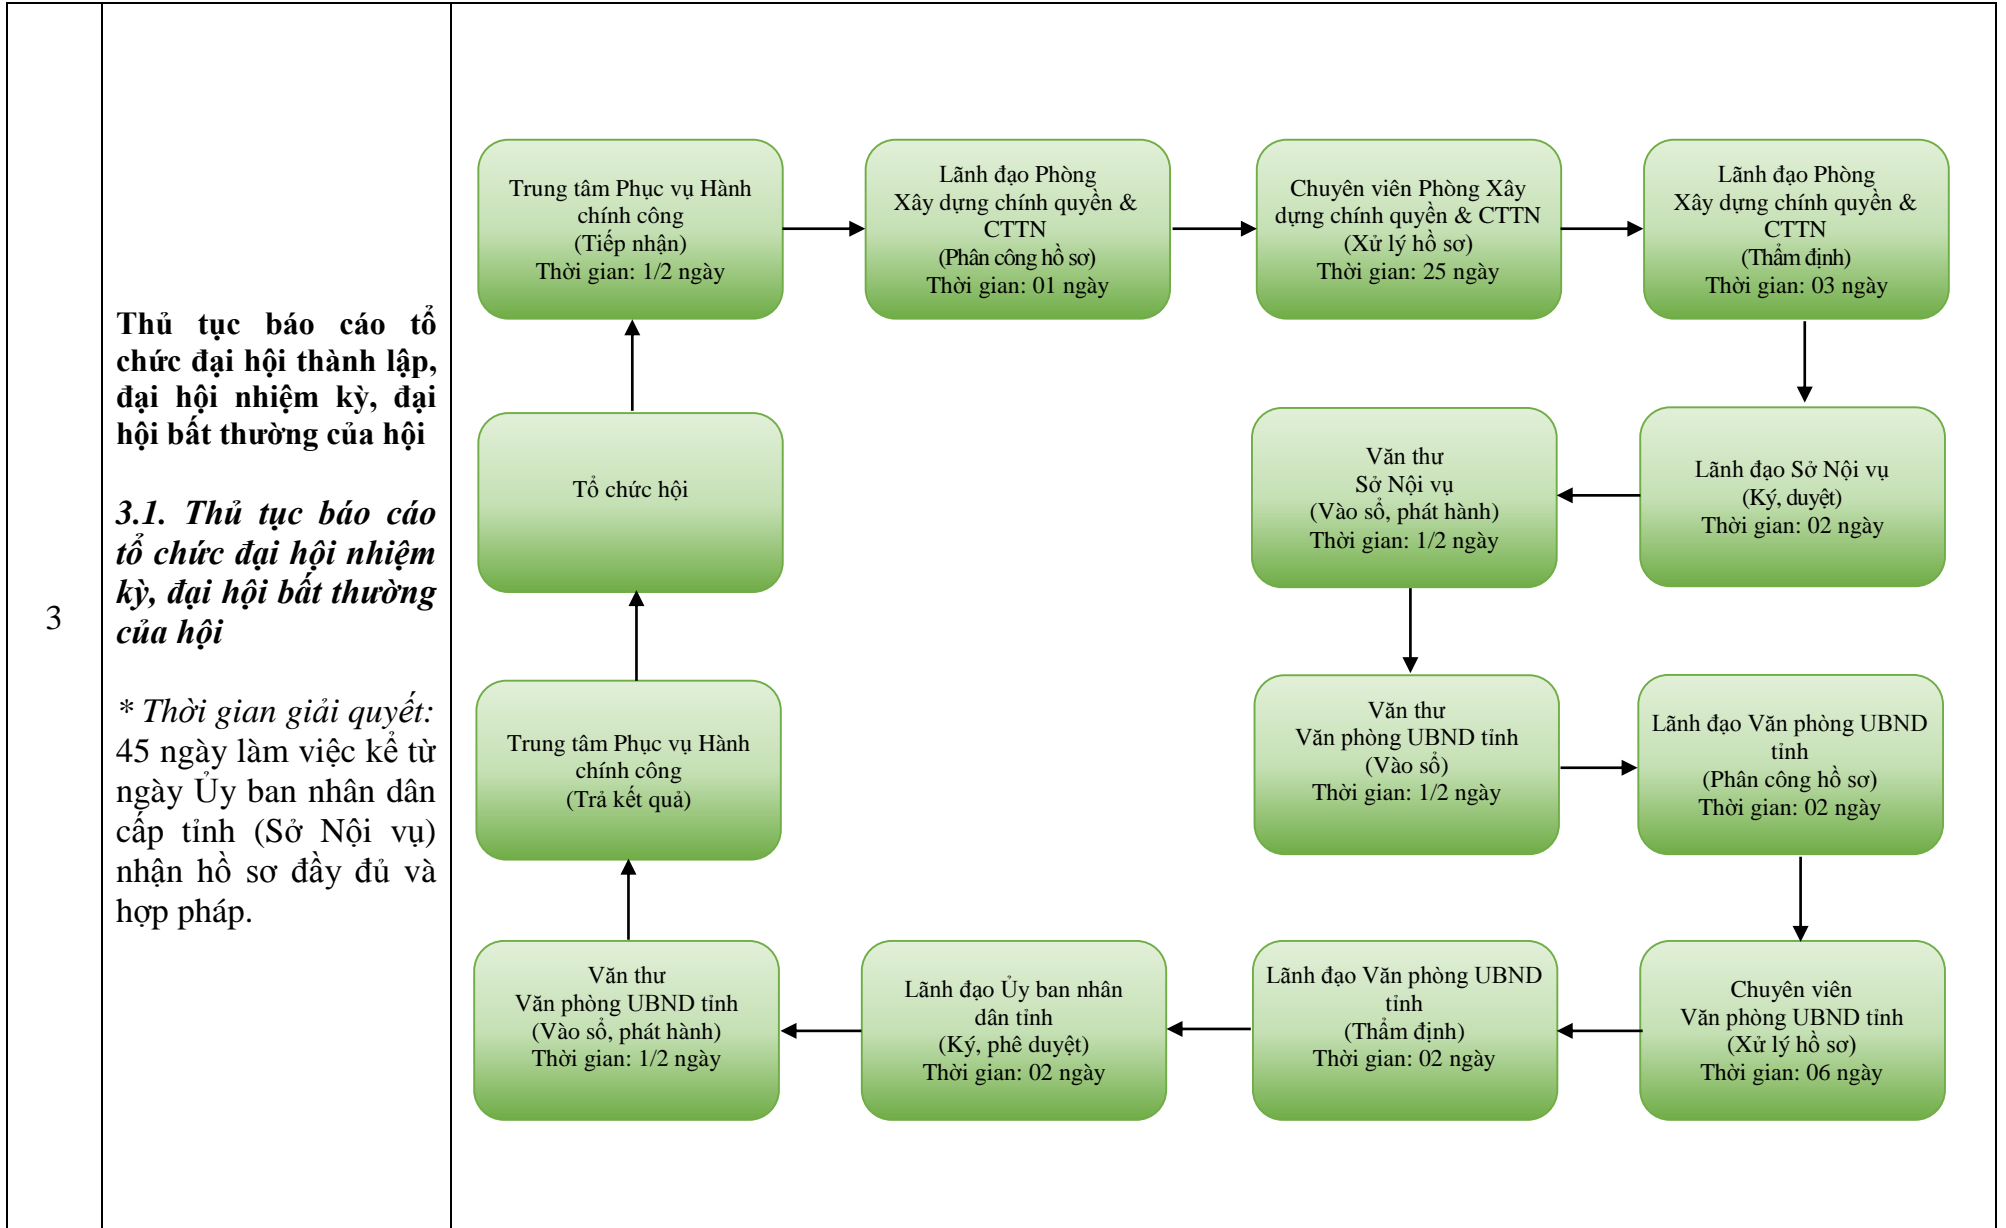 3
Thủ tục báo cáo tổ
chức đại hội thành lập,
đại hội nhiệm kỳ, đại
hội bất thường của hội
3.1. Thủ tục báo cáo
tổ chức đại hội nhiệm
kỳ, đại hội bất thường
của hội
* Thời gian giải quyết:
45 ngày làm việc kể từ
ngày Ủy ban nhân dân
cấp tỉnh (Sở Nội vụ)
nhận hồ sơ đầy đủ và
hợp pháp.
Trung tâm Phục vụ Hành
chính công
(Tiếp nhận)
Thời gian: 1/2 ngày
Lãnh đạo Phòng
Xây dựng chính quyền &
CTTN
(Phân công hồ sơ)
Thời gian: 01 ngày
Chuyên viên Phòng Xây
dựng chính quyền & CTTN
(Xử lý hồ sơ)
Thời gian: 25 ngày
Lãnh đạo Phòng
Xây dựng chính quyền &
CTTN
(Thẩm định)
Thời gian: 03 ngày
Tổ chức hội
Văn thư
Sở Nội vụ
(Vào sổ, phát hành)
Thời gian: 1/2 ngày
Lãnh đạo Sở Nội vụ
(Ký, duyệt)
Thời gian: 02 ngày
Trung tâm Phục vụ Hành
chính công
(Trả kết quả)
Văn thư
Văn phòng UBND tỉnh
(Vào sổ)
Thời gian: 1/2 ngày
Lãnh đạo Văn phòng UBND
tỉnh
(Phân công hồ sơ)
Thời gian: 02 ngày
Văn thư
Văn phòng UBND tỉnh
(Vào sổ, phát hành)
Thời gian: 1/2 ngày
Lãnh đạo Ủy ban nhân
dân tỉnh
(Ký, phê duyệt)
Thời gian: 02 ngày
Lãnh đạo Văn phòng UBND
tỉnh
(Thẩm định)
Thời gian: 02 ngày
Chuyên viên
Văn phòng UBND tỉnh
(Xử lý hồ sơ)
Thời gian: 06 ngày